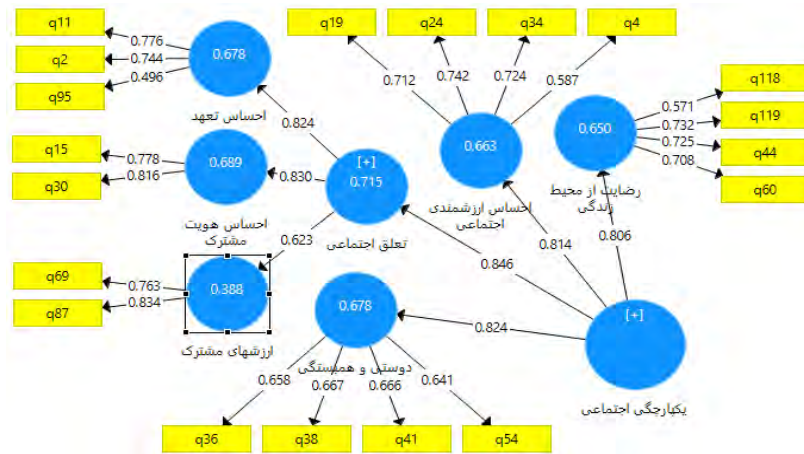 q11
q2
q95
0.776
0.744
0.496
0.678
احساس تعهد
0.824
q19
q24
q34
q4
0.712
0.742
0.724
0.587
0.663
احساس ارزشمندی
اجتماعی
q118
q119
q44
q60
0.571
0.732
0.725
0.708
0.650
رضایت از محیط
زندگی
q15
q30
0.778
0.816
0.689
احساس هویت
مشترک
0.830
[+]
0.715
تعلق اجتماعی
0.623
q69
q87
0.763
0.834
0.388
ارزشهای مشترک
0.846
0.814
0.806
0.824
[+]
یکپارچگی اجتماعی
0.678
دوستی و همبستگی
0.658
0.667
0.666
0.641
q36
q38
q41
q54